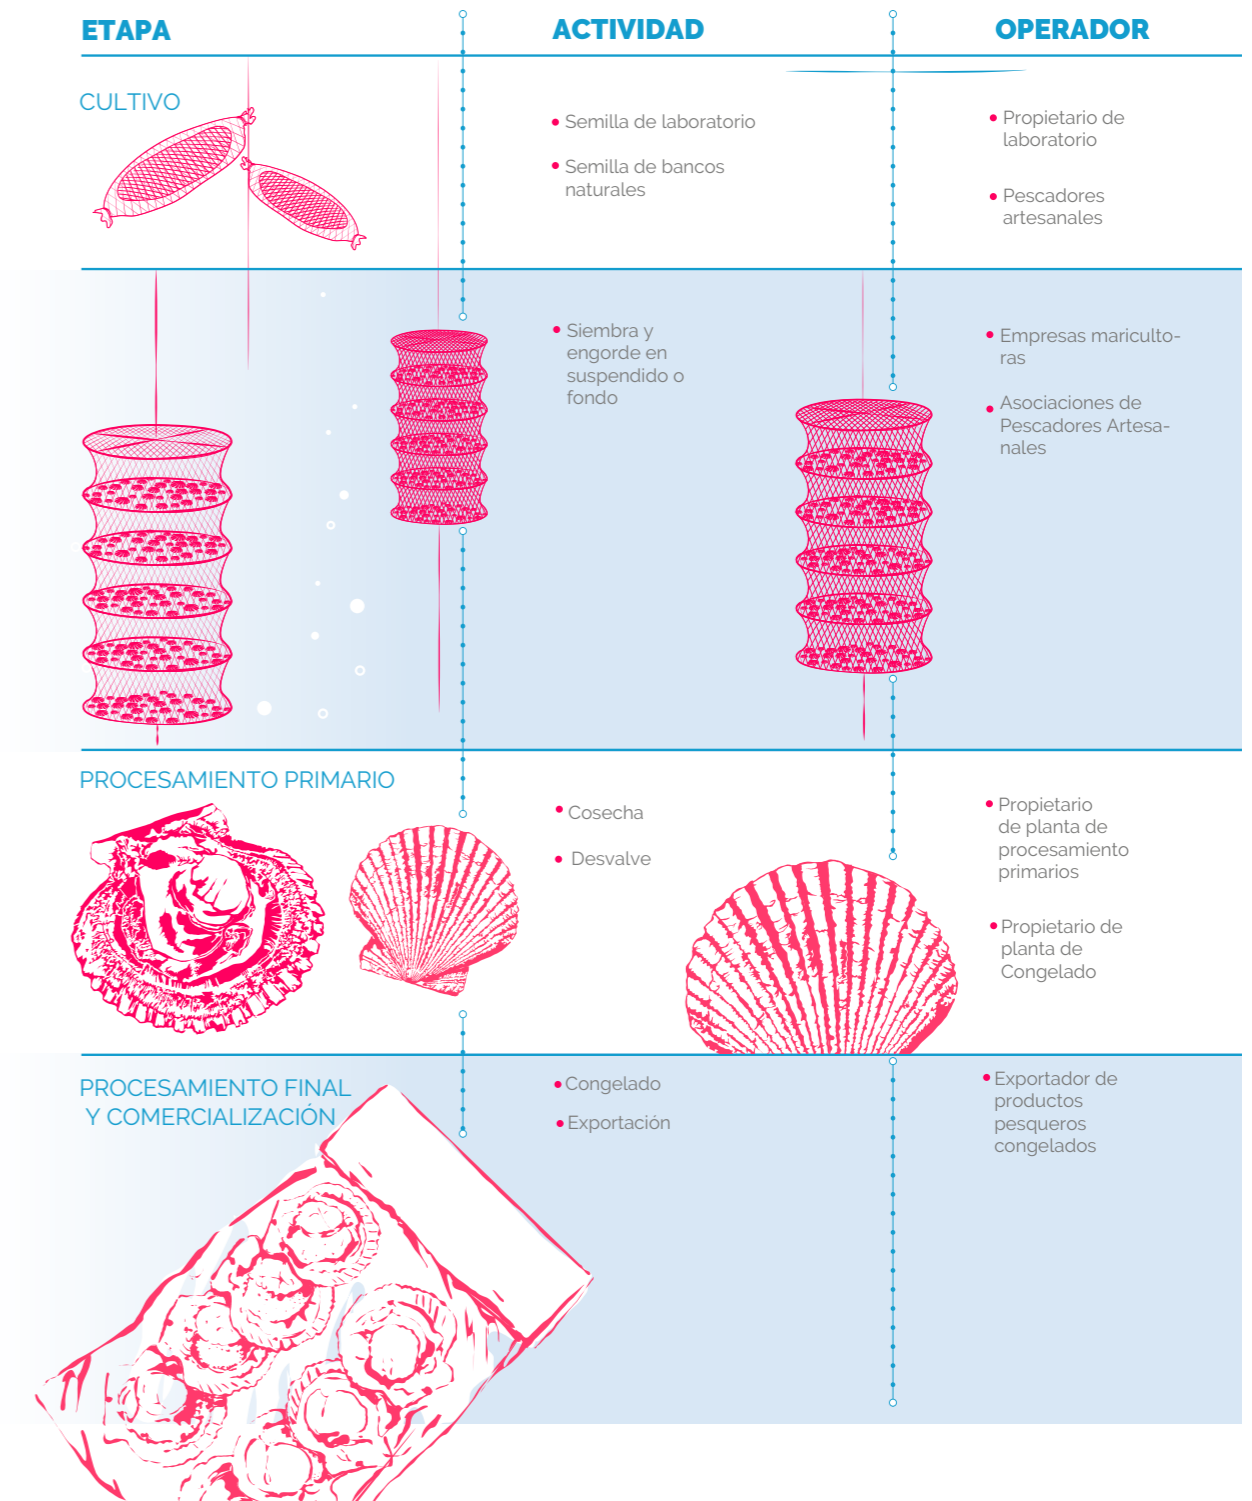 ETAPA
ACTIVIDAD
OPERADOR
CULTIVO
Semilla de laboratorio
Semilla de bancos
naturales
Propietario de
laboratorio
Pescadores
artesanales
Siembra y
engorde en
suspendido o
fondo
Empresas maricul­to-
ras
Asociaciones de
Pescadores Artesa-
nales
PROCESAMIENTO PRIMARIO
Cosecha
Desvalve
Propietario
de planta de
procesamiento
primarios
Propietario de
planta de
Congelado
PROCESAMIENTO FINAL
Y COMERCIALIZACIÓN
Congelado
Exportación
Exportador de
productos
pesqueros
congelados